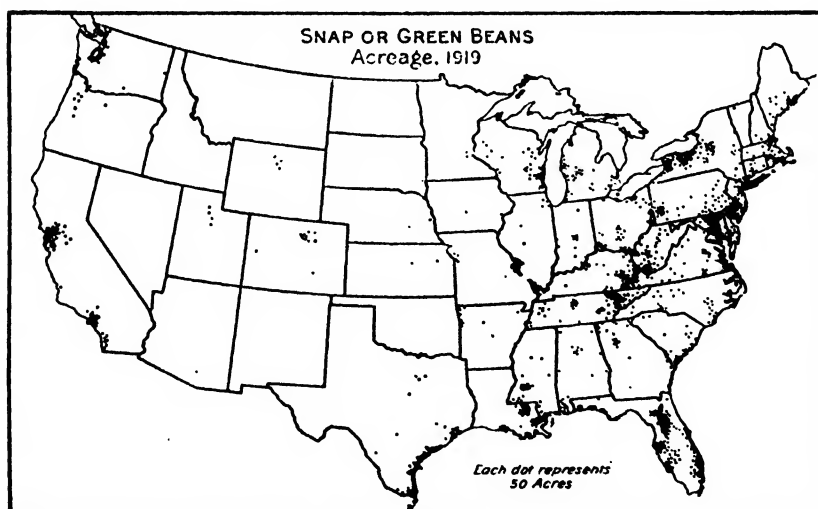 SNAP OR GREEN BEANS
Acreage, 1919
Each dot represents
50 Acres